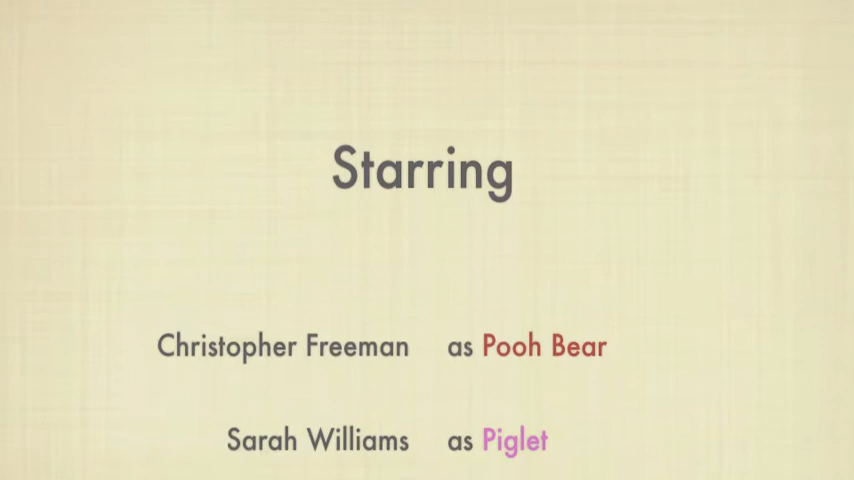 Starring
Christopher Freeman as Pooh Bear
Sarah Williams as Piglet